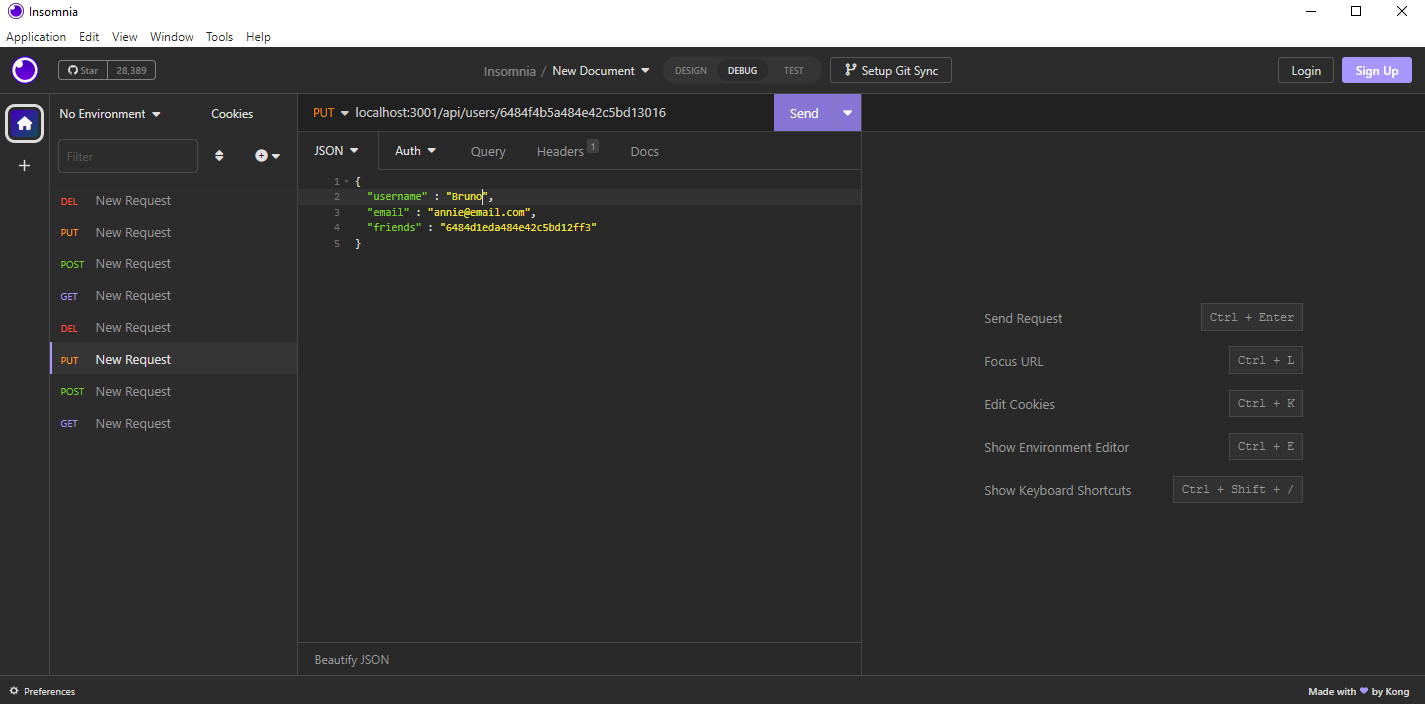 Insomnia
Application Edit View Window Tools Help
Star 28,389
Insomnia / New Document
DESIGN DEBUG TEST
Setup Git Sync
Login Sign Up
No Environment Cookies
Filter
DEL New Request
PUT New Request
POST New Request
GET New Request
DEL New Request
PUT New Request
POST New Request
GET New Request
PUT localhost:3001/api/users/6484f4b5a484e42c5bd13016 Send
JSON Auth Query Headers 1 Docs
1 {
2 "username" : "Bruno",
3 "email" : "annie@email.com",
4 "friends" : "6484d1eda484e42c5bd12ff3"
5 }
Beautify JSON
Send Request Ctrl + Enter
Focus URL Ctrl + L
Edit Cookies Ctrl + K
Show Environment Editor Ctrl + E
Show Keyboard Shortcuts Ctrl + Shift + /
Preferences
Made with 💜 by Kong